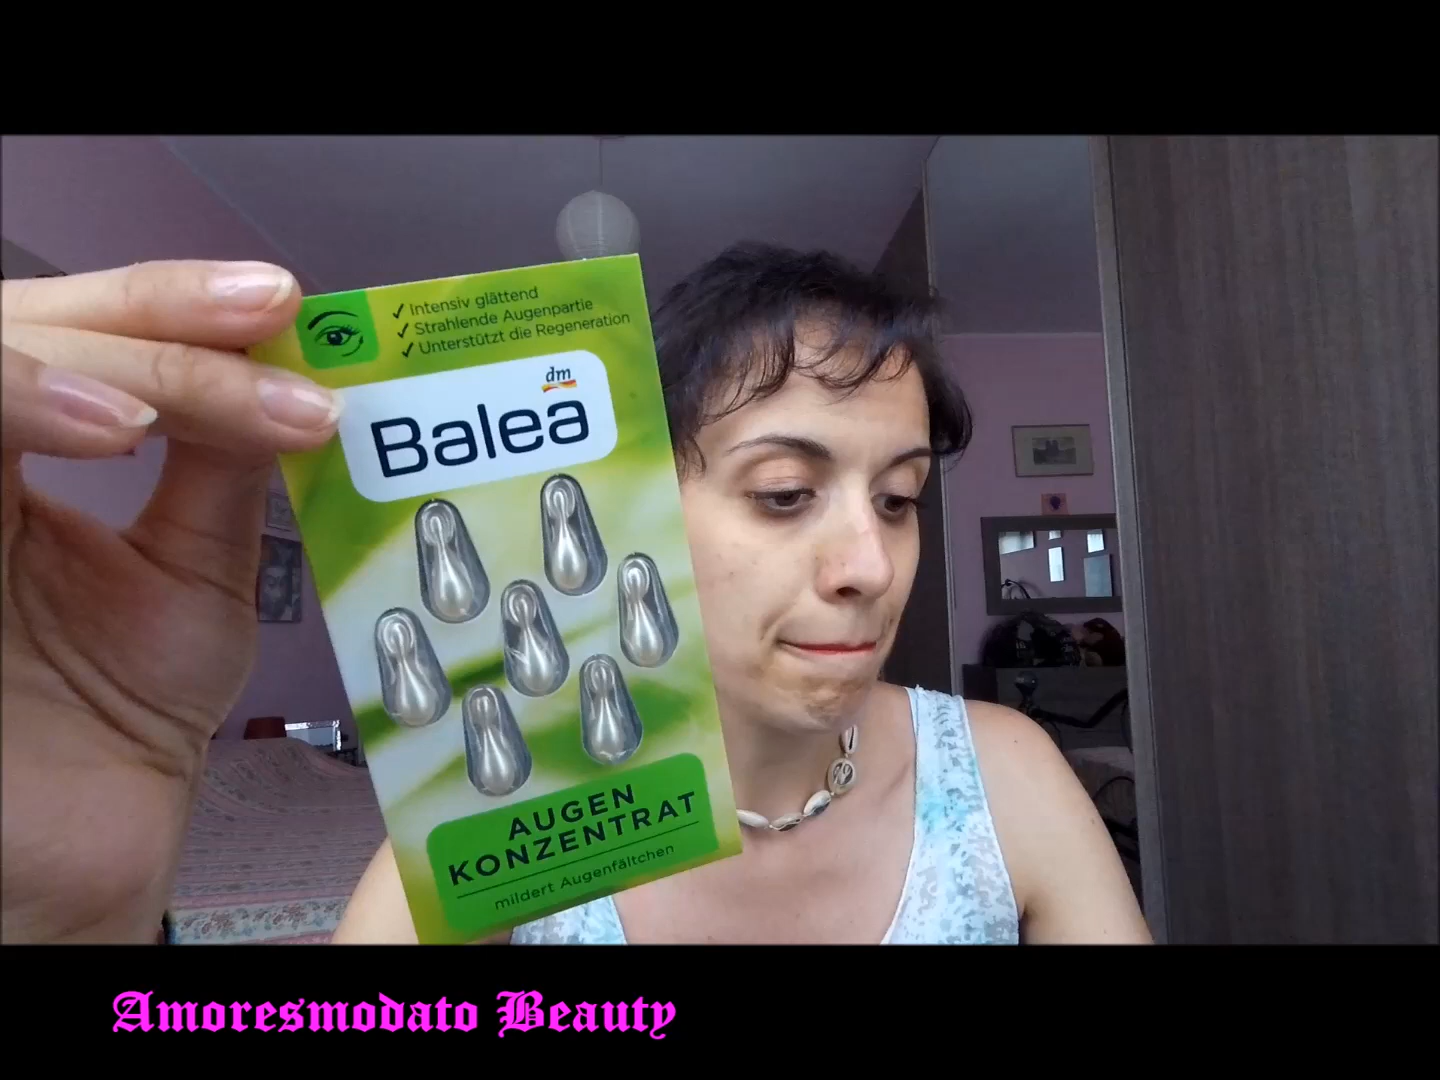 ✓ Intensiv glättend
✓ Strahlende Augenpartie
✓ Unterstützt die Regeneration
dm
Balea
AUGEN
KONZENTRAT
mildert Augenfältchen
Amoresmodato Beauty